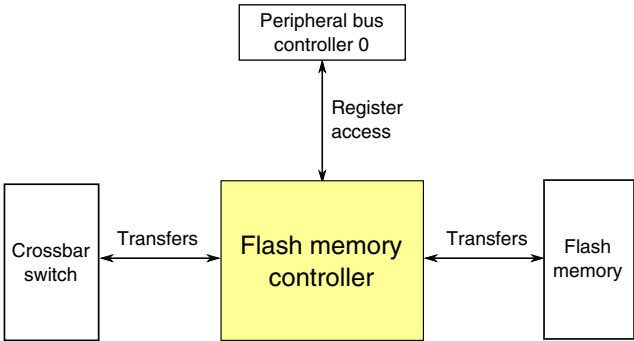 Peripheral bus
controller 0
Register
access
Crossbar
switch
Transfers
Flash memory
controller
Transfers
Flash
memory